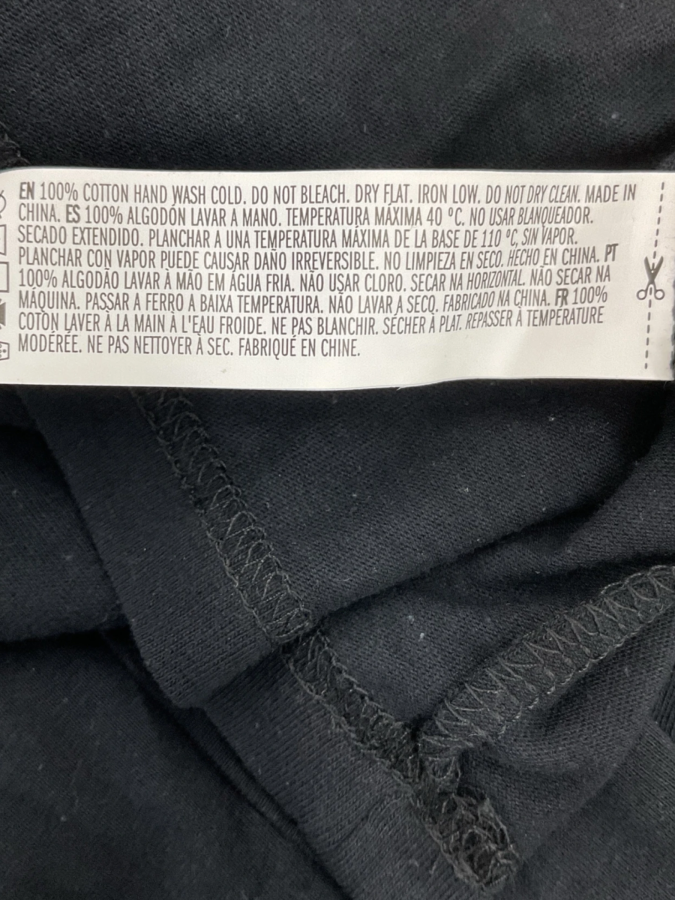 EN 100% COTTON HAND WASH COLD. DO NOT BLEACH. DRY FLAT. IRON LOW. DO NOT DRY CLEAN. MADE IN
CHINA. ES 100% ALGODÓN LAVAR A MANO. TEMPERATURA MÁXIMA 40 °C. NO USAR BLANQUEADOR.
SECADO EXTENDIDO. PLANCHAR A UNA TEMPERATURA MÁXIMA DE LA BASE DE 110 °C, SIN VAPOR.
PLANCHAR CON VAPOR PUEDE CAUSAR DAÑO IRREVERSIBLE. NO LIMPIEZA EN SECO. HECHO EN CHINA. PT
100% ALGODÃO LAVAR À MÃO EM ÁGUA FRIA. NÃO USAR CLORO. SECAR NA HORIZONTAL. NÃO SECAR NA
MÁQUINA. PASSAR A FERRO A BAIXA TEMPERATURA. NÃO LAVAR A SECO. FABRICADO NA CHINA. FR 100%
COTON LAVER À LA MAIN À L'EAU FROIDE. NE PAS BLANCHIR. SÉCHER À PLAT. REPASSER À TEMPÉRATURE
MODÉRÉE. NE PAS NETTOYER À SEC. FABRIQUÉ EN CHINE.